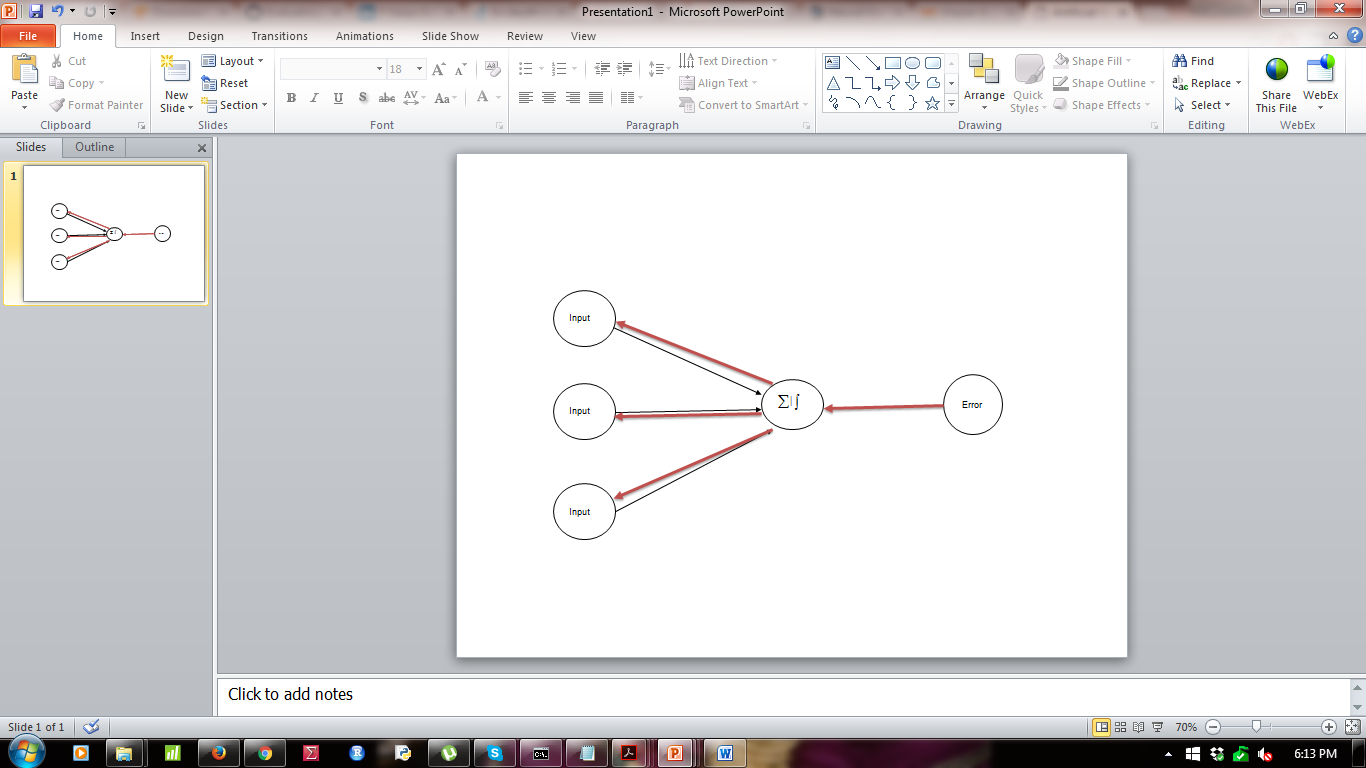 Presentation1 - Microsoft PowerPoint
File Home Insert Design Transitions Animations Slide Show Review View
Paste
Cut
Copy
Format Painter
Clipboard
New
Slide
Layout
Reset
Section
Slides
18
B I U S abc AV Aa A
Font
Text Direction
Align Text
Convert to SmartArt
Paragraph
Arrange
Quick
Styles
Shape Fill
Shape Outline
Shape Effects
Drawing
Find
Replace
Select
Editing
Share
This File
WebEx
WebEx
Slides Outline
1
Input
Input
Input
∑ ∫
Error
Click to add notes
Slide 1 of 1
70%
6:13 PM